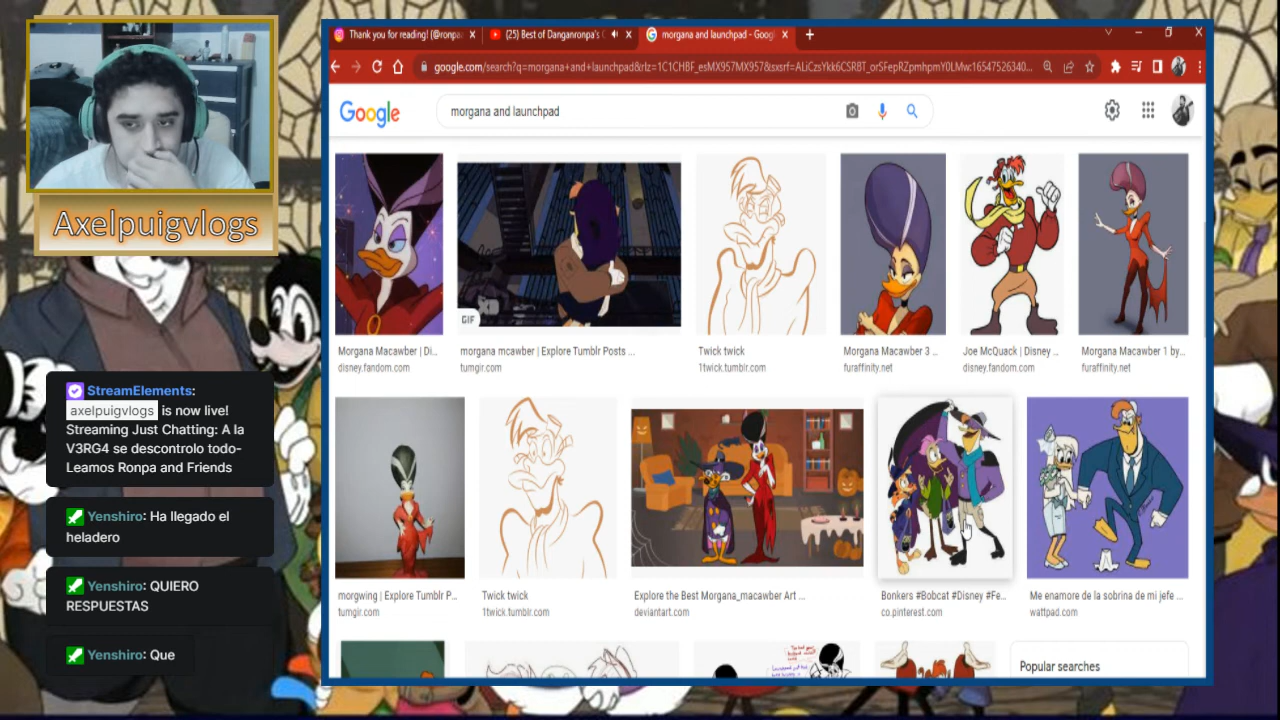 Thank you for reading! (@ronpa
(25) Best of Danganronpa's
morgana and launchpad - Goog
google.com/search?q=morgana+and+launchpad&rlz=1C1CHBF_esMX957MX957&sxsrf=
Google
morgana and launchpad
Axelpuigvlogs
GIF
Morgana Macawber | Di...
disney.fandom.com
morgana mcawber | Explore Tumblr Posts ...
tumgir.com
Twick twick
1twick.tumblr.com
Morgana Macawber 3 ...
furaffinity.net
Joe McQuack | Disney ...
disney.fandom.com
Morgana Macawber 1 by...
furaffinity.net
StreamElements:
axelpuigvlogs is now live!
Streaming Just Chatting: A la
V3RG4 se descontrolo todo-
Leamos Ronpa and Friends
Yenshiro: Ha llegado el
heladero
Yenshiro: QUIERO
RESPUESTAS
Yenshiro: Que
morgwing | Explore Tumblr P...
tumgir.com
Twick twick
1twick.tumblr.com
Explore the Best Morgana_macawber Art ...
deviantart.com
Bonkers #Bobcat #Disney #Fe...
co.pinterest.com
Me enamore de la sobrina de mi jefe ...
wattpad.com
Popular searches